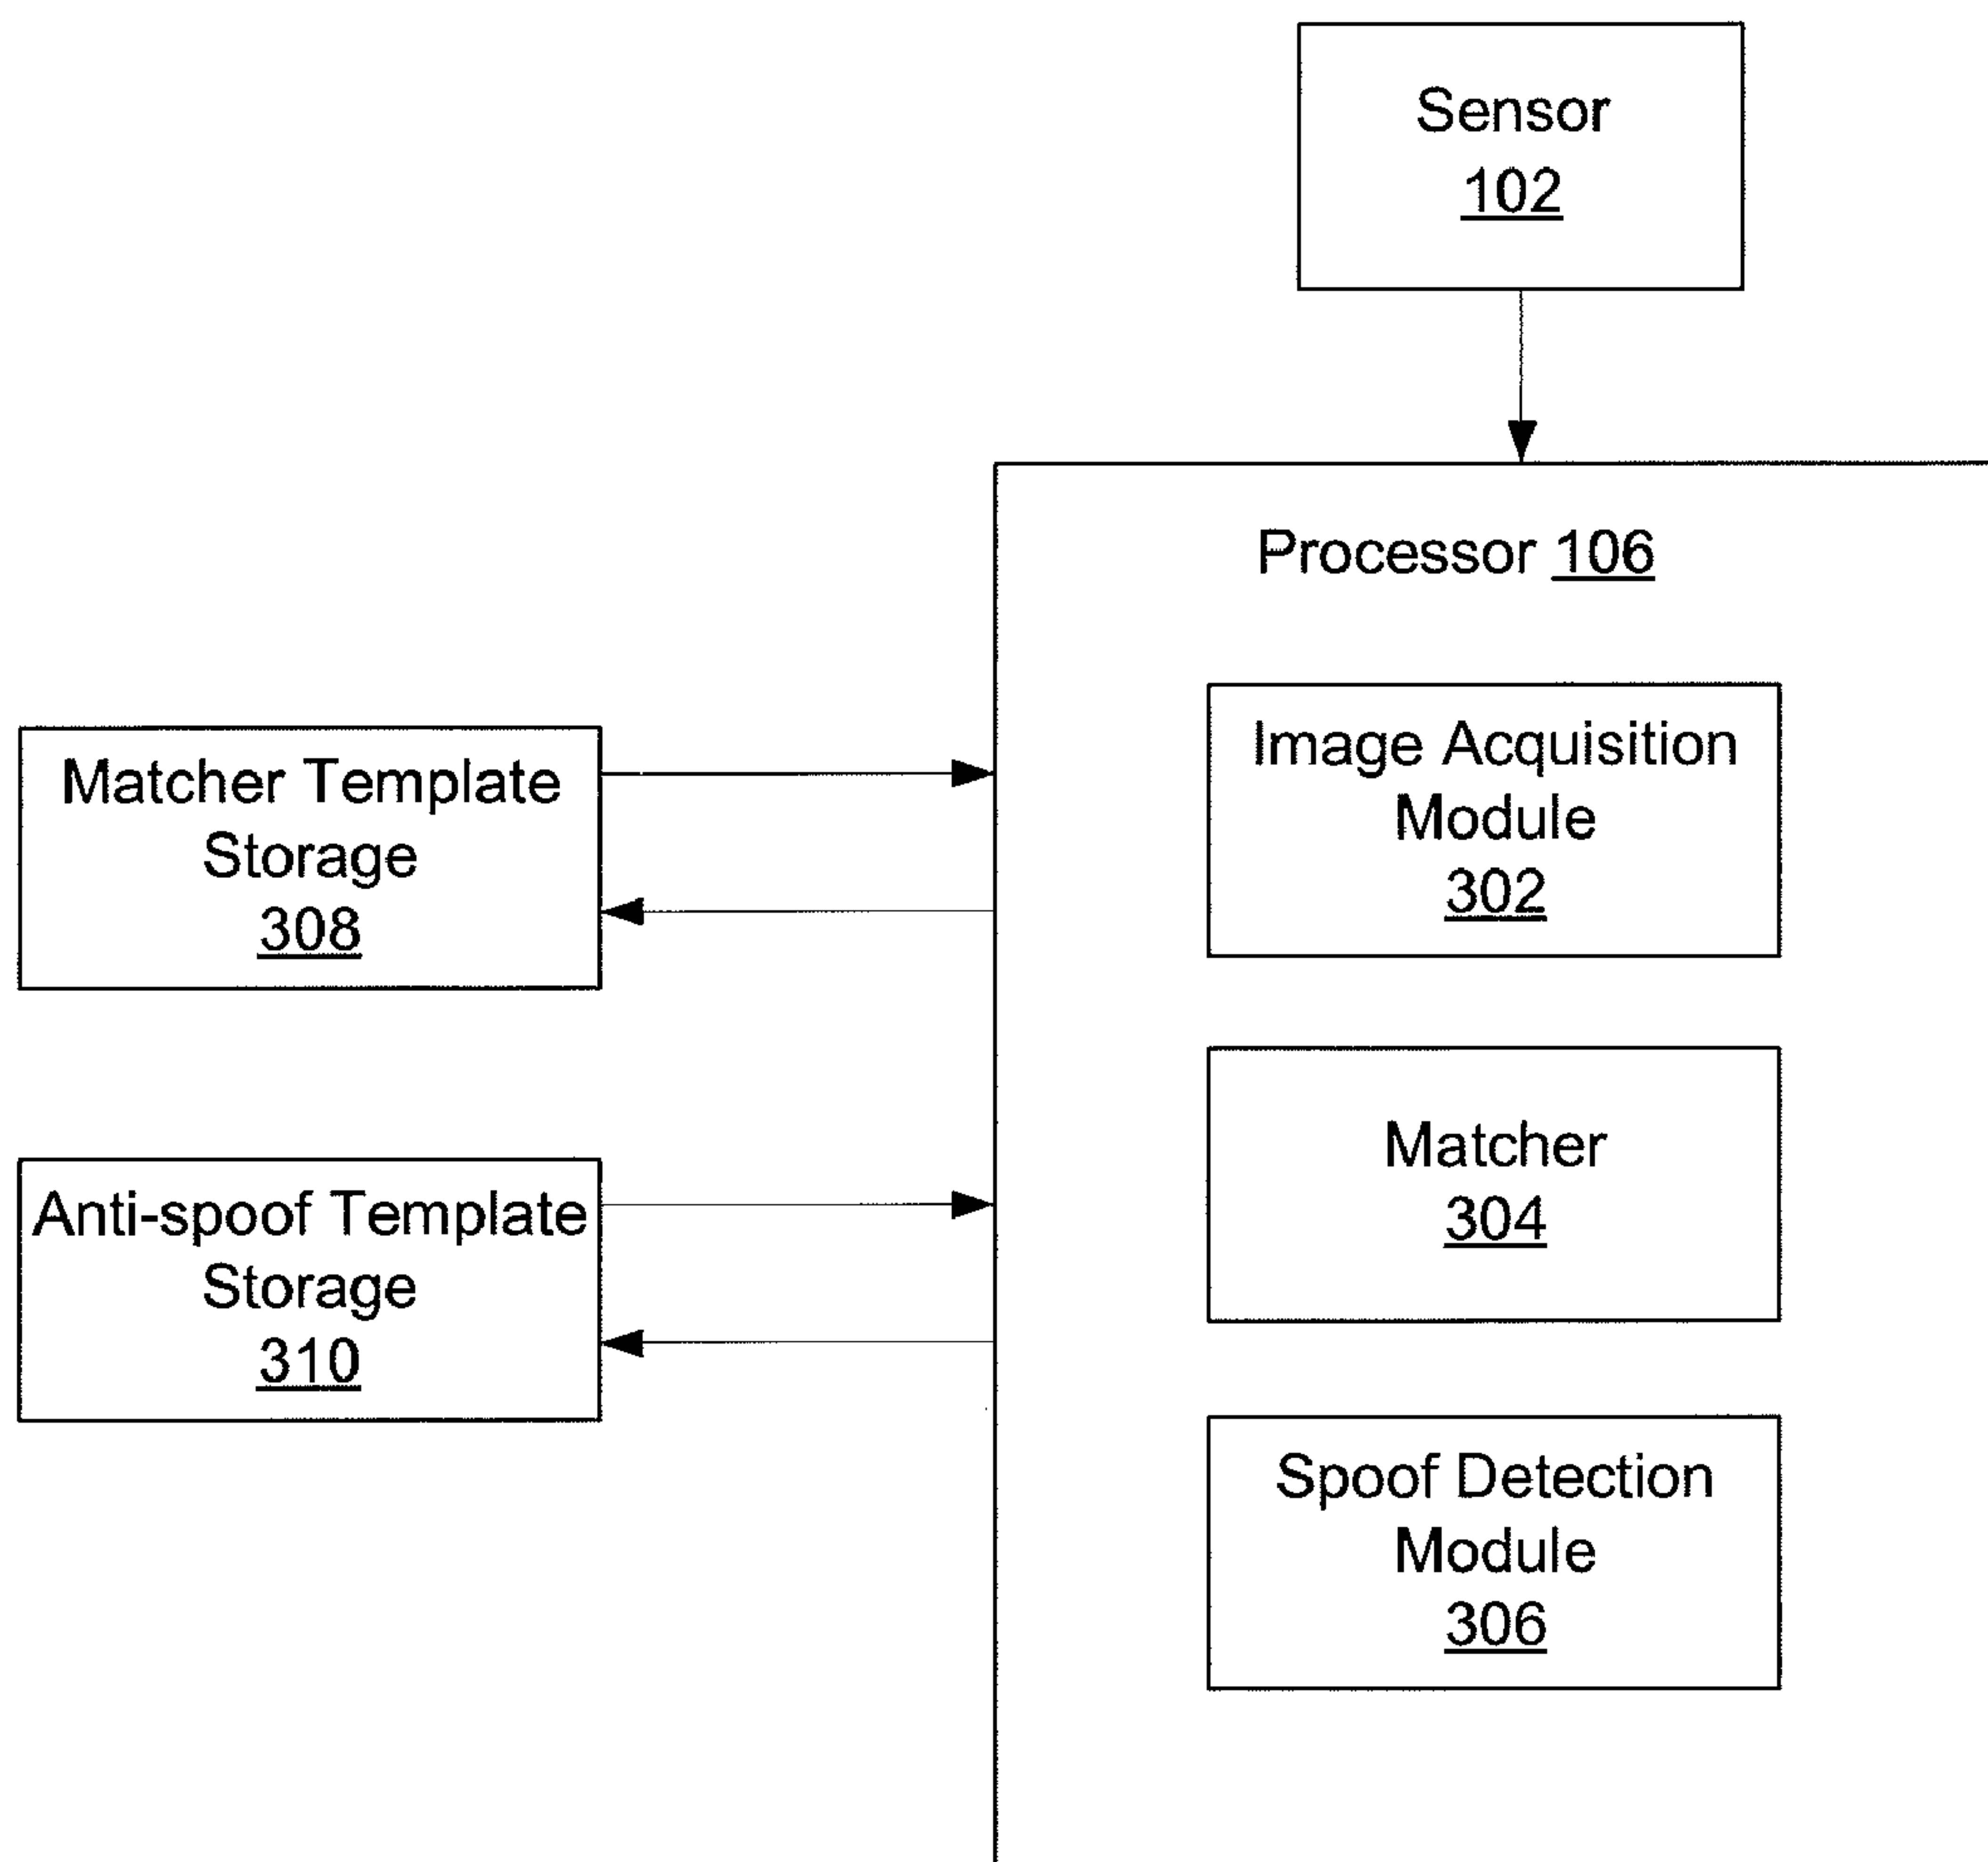 Sensor
102
Processor 106
Image Acquisition
Module
302
Matcher Template
Storage
308
Matcher
304
Anti-spoof Template
Storage
310
Spoof Detection
Module
306